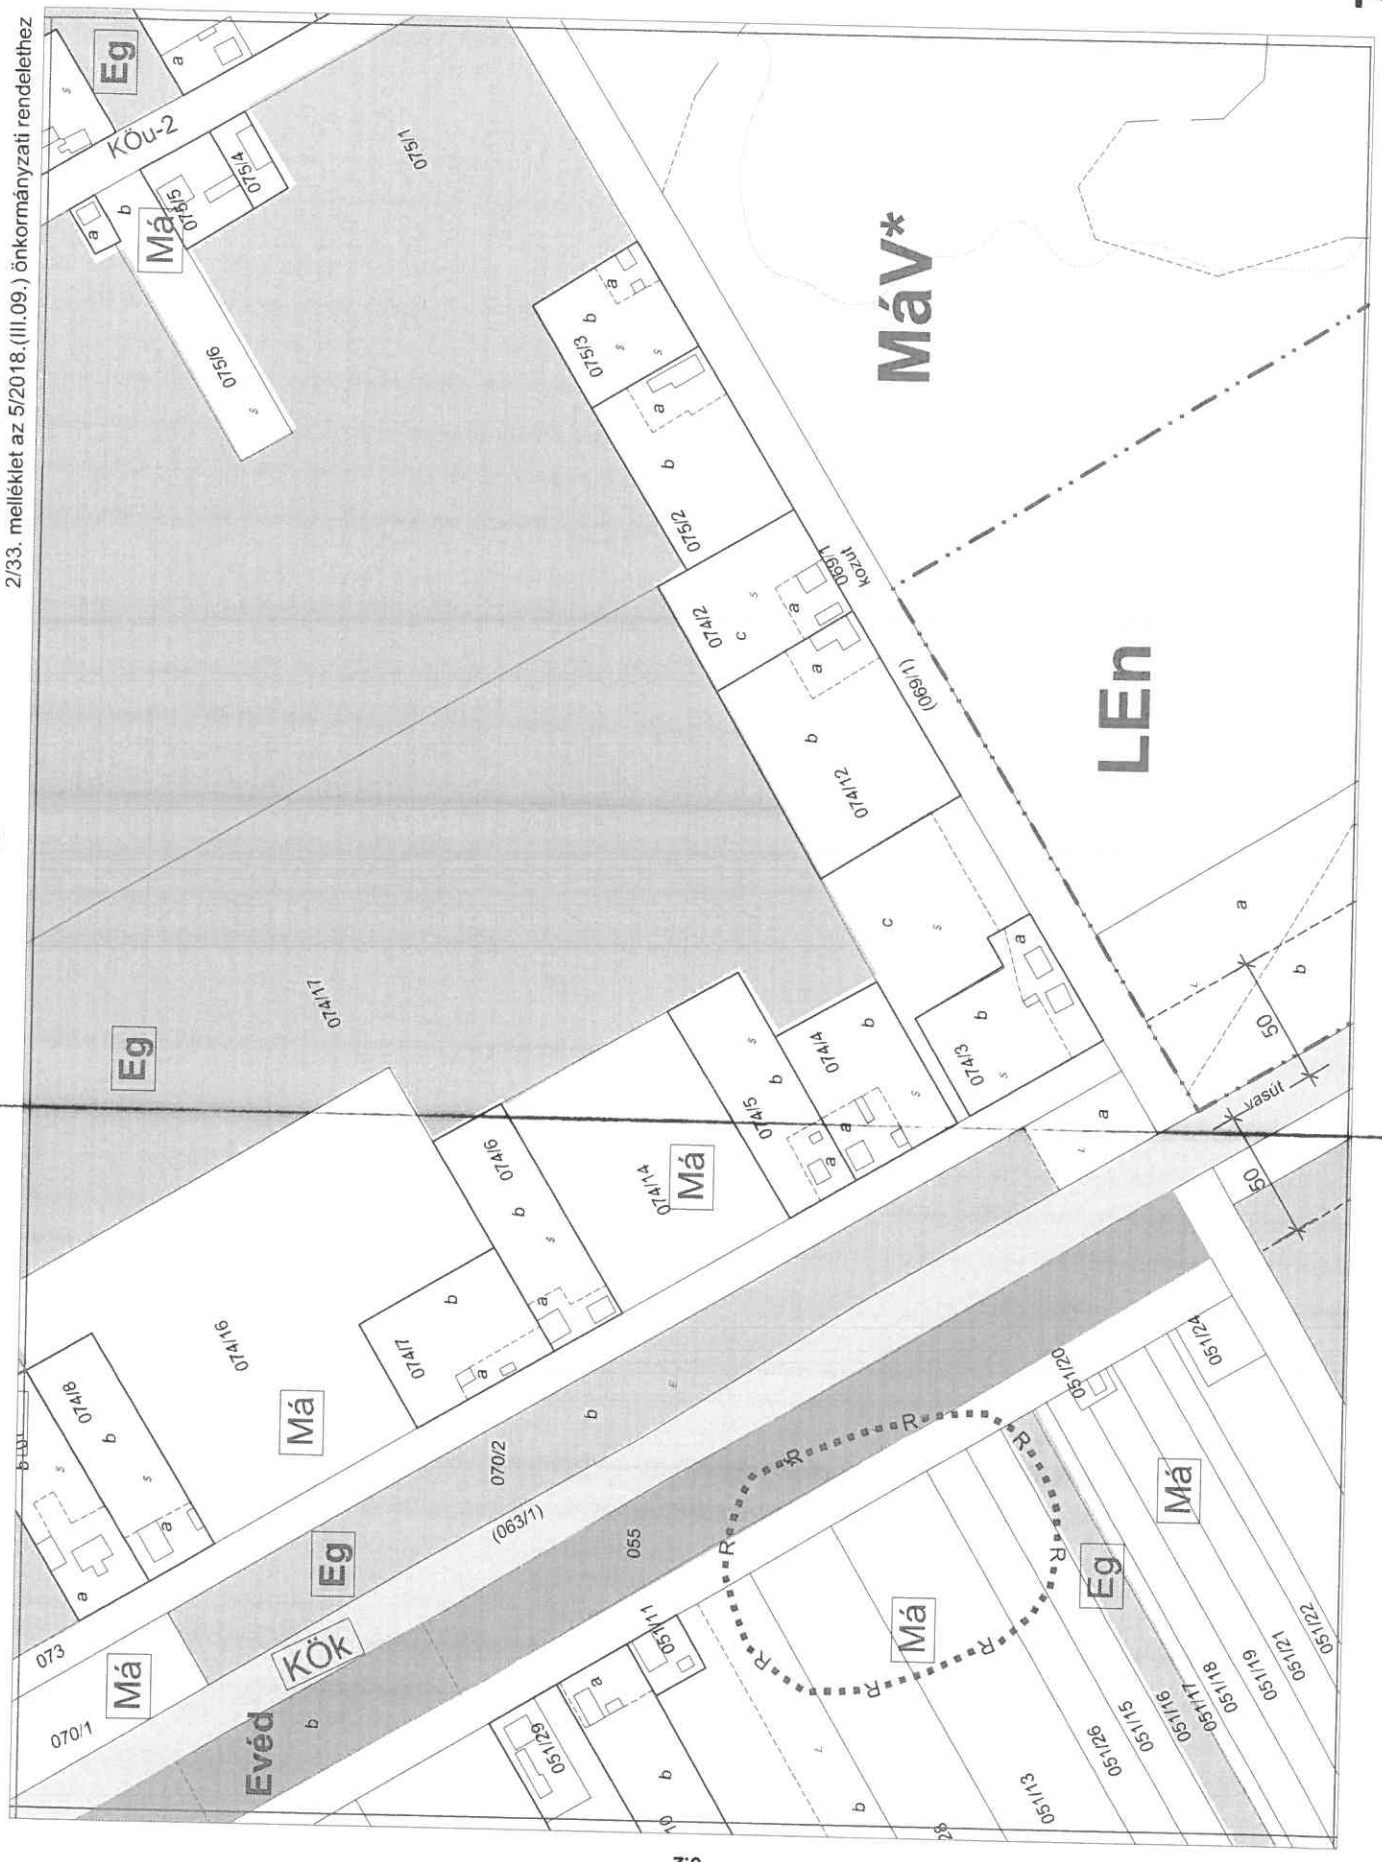 2/33. melléklet az 5/2018.(III.09.) önkormányzati rendelethez
Eg
a
s
KÖu-2
075/4
075/5
b
a
Má
075/1
075/6
s
MáV*
a
b
075/3
s
s
a
b
075/2
069/1
kozut
074/2
s
a
c
a
b
074/12
(069/1)
LEn
c
s
a
b
074/3
s
a
b
50
vasút
50
074/17
Eg
b
074/4
s
a
s
b
074/5
a
Má
074/14
074/6
b
s
a
b
074/7
a
074/16
Má
074/8
b
s
s
a
a
a
b
E
070/2
(063/1)
Eg
055
KÖk
073
Má
070/1
Evéd
b
051/20
051/24
R
R
R
R
R
R
R
R
R
Má
Eg
Má
051/11
a
051/29
b
10
b
28
051/13
051/26
051/15
051/16
051/17
051/18
051/19
051/21
051/22